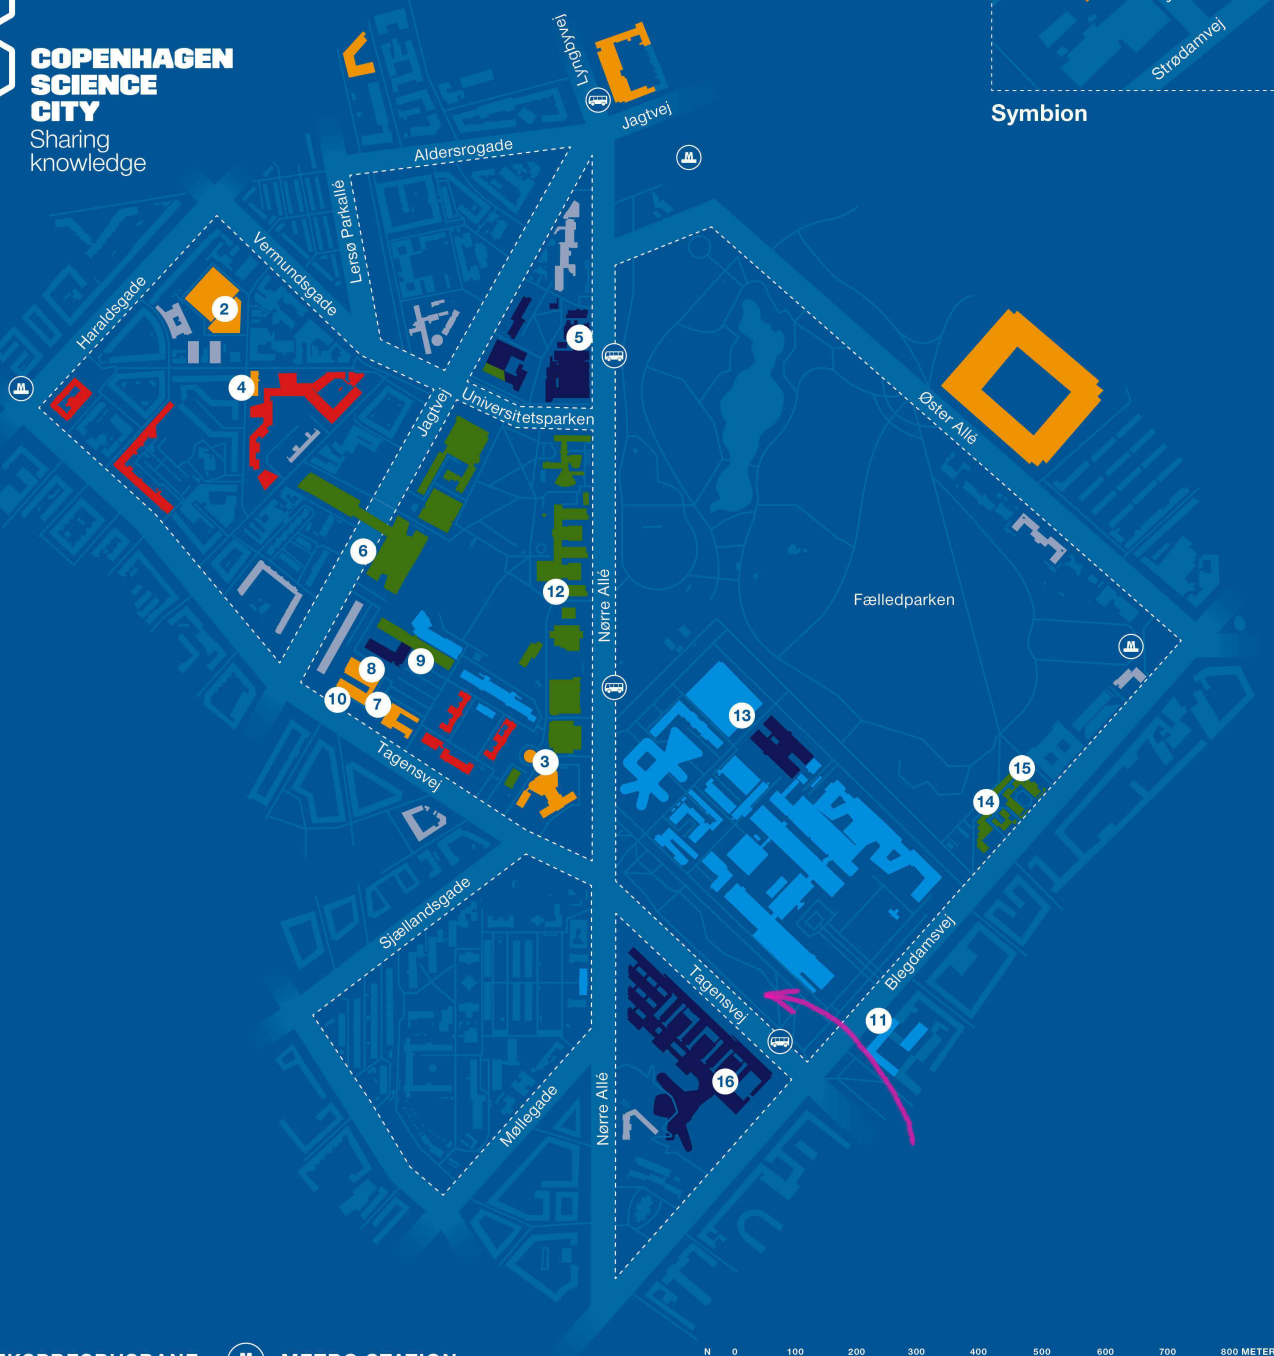 COPENHAGEN
SCIENCE
CITY
Sharing
knowledge
Lyngbyvej
Jagtvej
Strødamvej
Symbion
Aldersrogade
Lersø Parkallé
Vermundsgade
Haraldsgade
2
5
4
Jagtvej
Universitetsparken
Øster Allé
6
12
Nørre Allé
Fælledparken
9
8
10
7
13
Tagensvej
3
15
14
Sjællandsgade
Blegdamsvej
Tagensvej
11
16
Møllegade
Nørre Allé
METRO STATION
N 0 100 200 300 400 500 600 700 800 METER